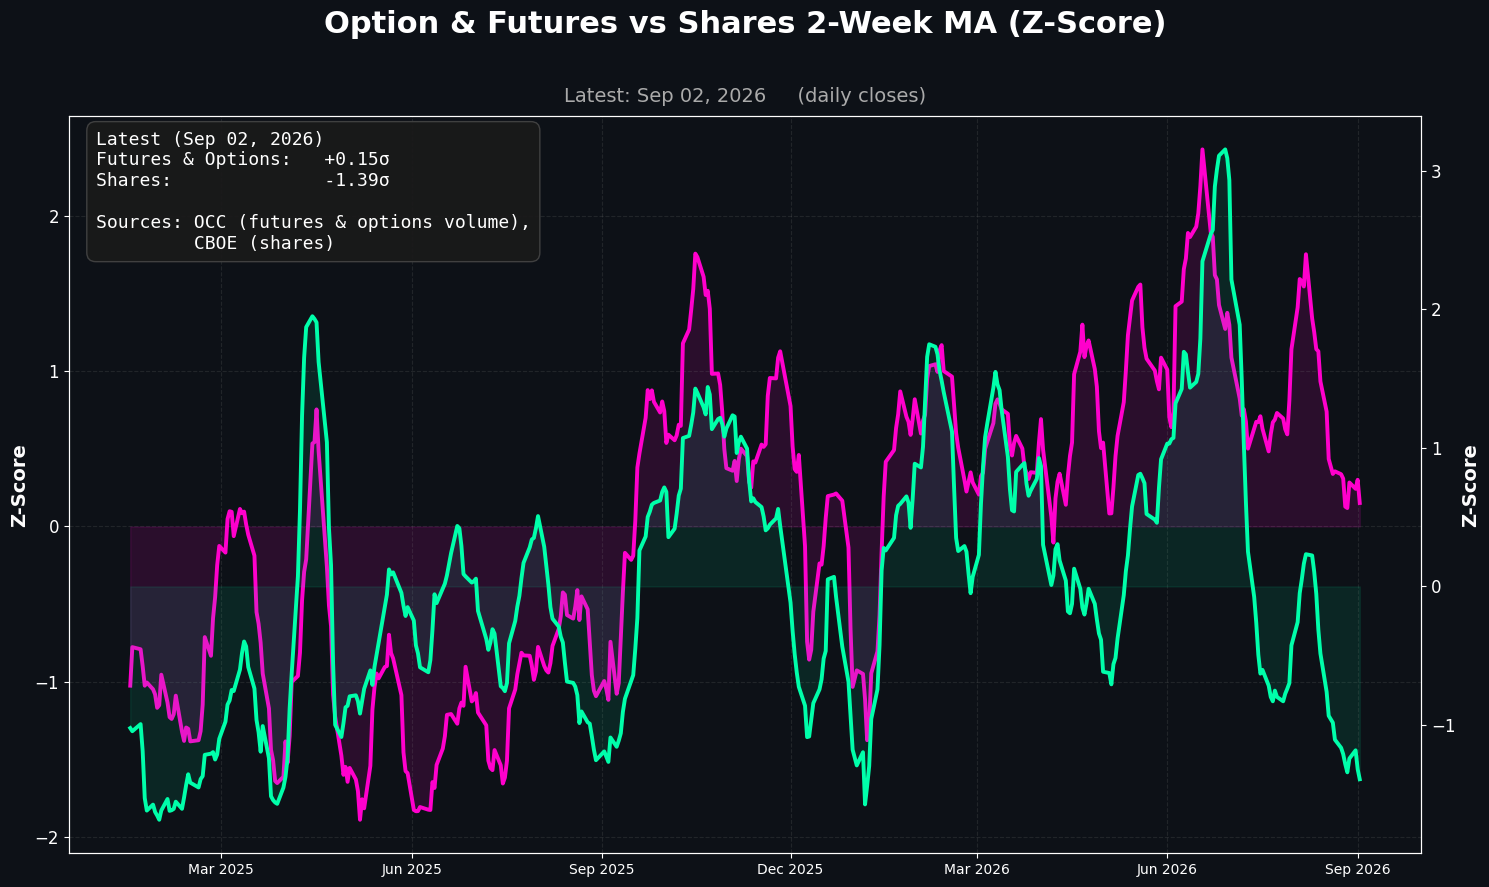 Option & Futures vs Shares 2-Week MA (Z-Score)
Latest: Sep 02, 2026     (daily closes)
Latest (Sep 02, 2026)
Futures & Options:   +0.15σ
Shares:              -1.39σ
Sources: OCC (futures & options volume),
         CBOE (shares)
Z-Score
2
1
0
−1
−2
3
2
1
0
−1
Z-Score
Mar 2025
Jun 2025
Sep 2025
Dec 2025
Mar 2026
Jun 2026
Sep 2026